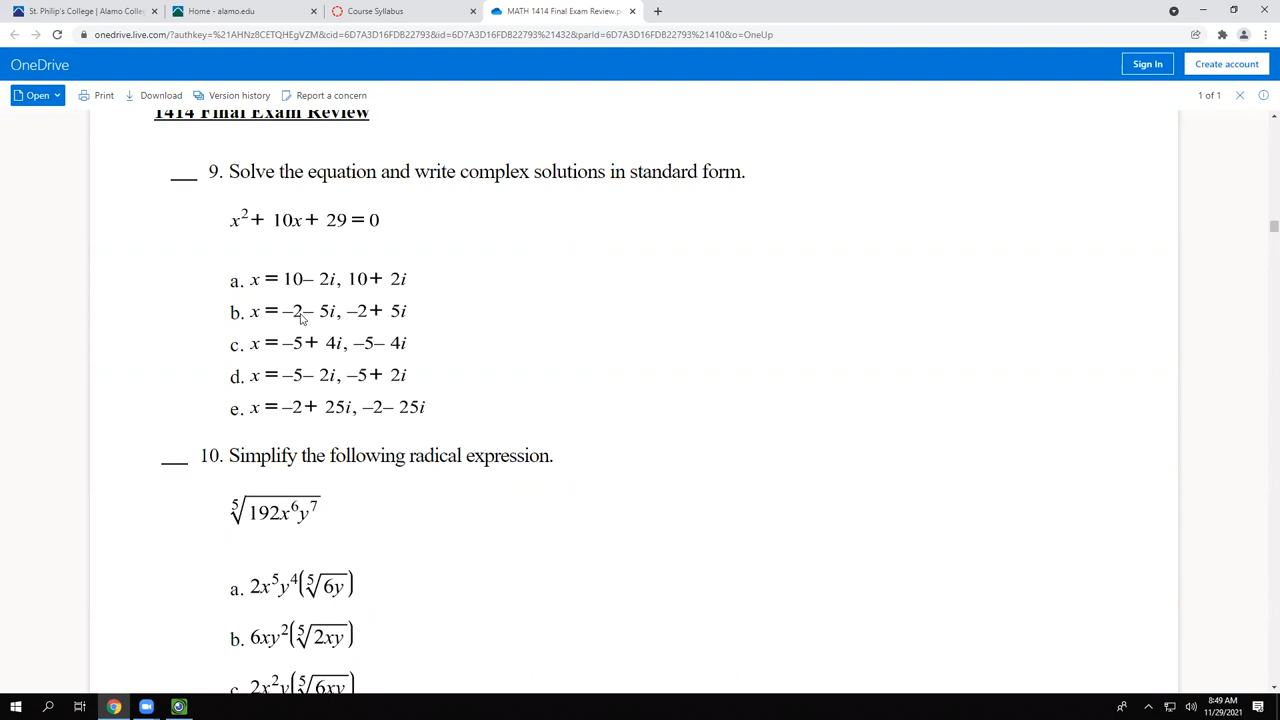 St. Philip's College | Alamo Colle
Home - alamo.edu
Course Syllabus
MATH 1414 Final Exam Review.pd
onedrive.live.com/?authkey=%21AHNz8CETQHEgVZM&cid=6D7A3D16FDB22793&id=6D7A3D16FDB22793%21432&parId=6D7A3D16FDB22793%21410&o=OneUp
OneDrive
Sign In
Create account
Open
Print
Download
Version history
Report a concern
1 of 1
1414 Final Exam Review
___ 9. Solve the equation and write complex solutions in standard form.
x² + 10x + 29 = 0
a. x = 10 – 2i, 10 + 2i
b. x = –2 – 5i, –2 + 5i
c. x = –5 + 4i, –5 – 4i
d. x = –5 – 2i, –5 + 2i
e. x = –2 + 25i, –2 – 25i
___ 10. Simplify the following radical expression.
⁵√192x⁶y⁷
a. 2x⁵y⁴(⁵√6y)
b. 6xy²(⁵√2xy)
c. 2x²y(⁵√6xy)
8:49 AM
11/29/2021